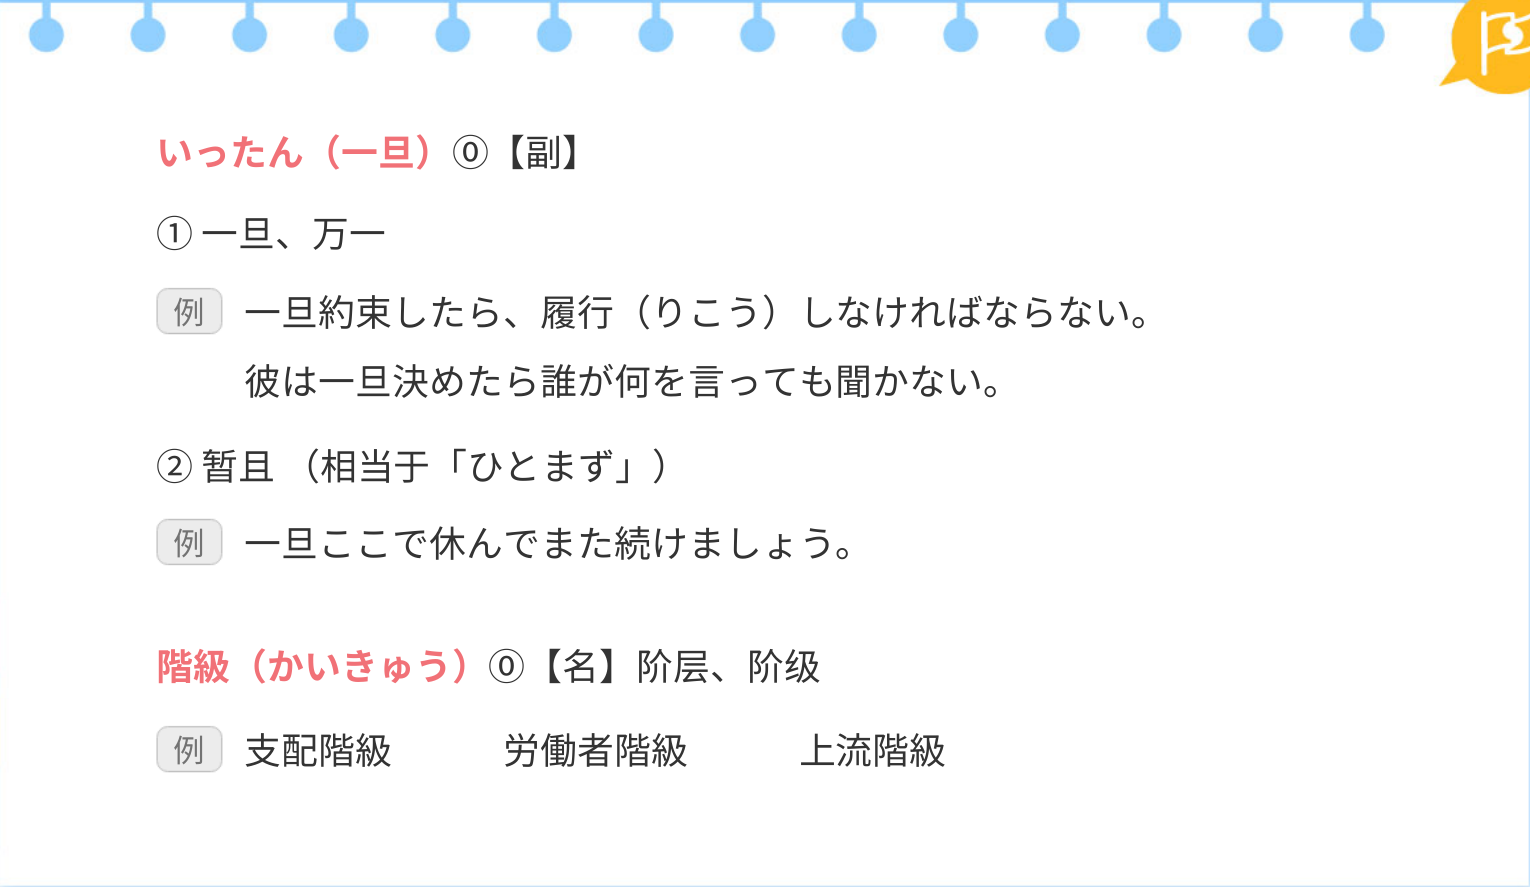 いったん（一旦）⓪【副】
① 一旦、万一
例 一旦約束したら、履行（りこう）しなければならない。
彼は一旦決めたら誰が何を言っても聞かない。
② 暂且 （相当于「ひとまず」）
例 一旦ここで休んでまた続けましょう。
階級（かいきゅう）⓪【名】阶层、阶级
例 支配階級 労働者階級 上流階級